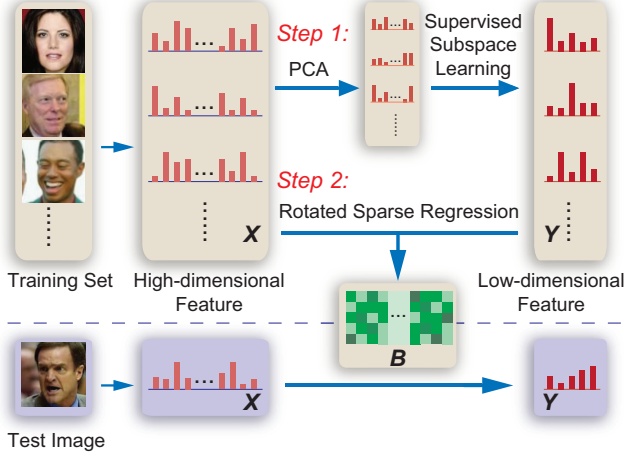 Step 1:
PCA
Supervised
Subspace
Learning
Step 2:
Rotated Sparse Regression
X
Y
Training Set
High-dimensional
Feature
Low-dimensional
Feature
B
X
Y
Test Image